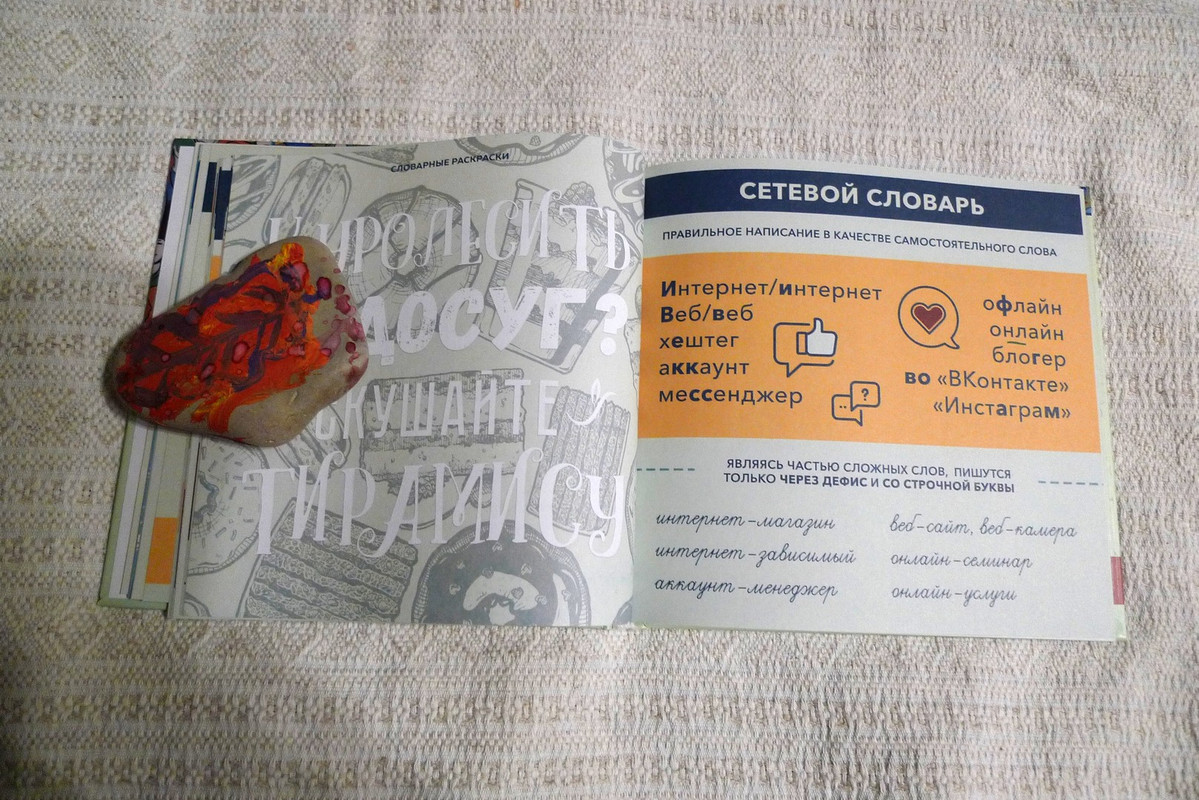 СЛОВАРНЫЕ РАСКРАСКИ
ДОСУГ?
СКУШАЙТЕ
ТИРАМИСУ
СЕТЕВОЙ СЛОВАРЬ
ПРАВИЛЬНОЕ НАПИСАНИЕ В КАЧЕСТВЕ САМОСТОЯТЕЛЬНОГО СЛОВА
Интернет/интернет
Веб/веб
хештег
аккаунт
мессенджер
офлайн
онлайн
блогер
во «ВКонтакте»
«Инстаграм»
ЯВЛЯЯСЬ ЧАСТЬЮ СЛОЖНЫХ СЛОВ, ПИШУТСЯ
ТОЛЬКО ЧЕРЕЗ ДЕФИС И СО СТРОЧНОЙ БУКВЫ
интернет-магазин
интернет-зависимый
аккаунт-менеджер
веб-сайт, веб-камера
онлайн-семинар
онлайн-услуги